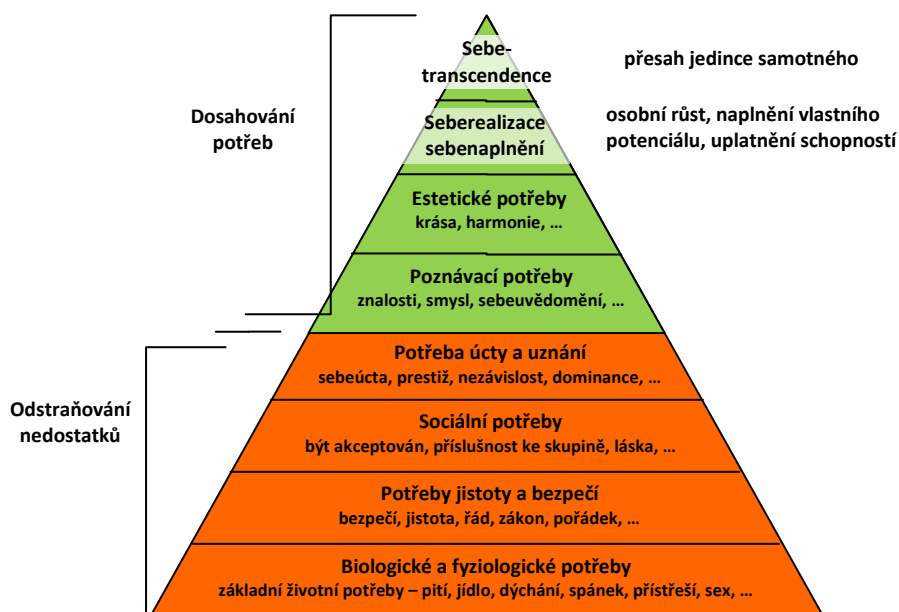 Sebe-
transcendence
přesah jedince samotného
Dosahování
potřeb
Seberealizace
sebenaplnění
osobní růst, naplnění vlastního
potenciálu, uplatnění schopností
Estetické potřeby
krása, harmonie, ...
Poznávací potřeby
znalosti, smysl, sebeuvědomění, ...
Potřeba úcty a uznání
sebeúcta, prestiž, nezávislost, dominance, ...
Odstraňování
nedostatků
Sociální potřeby
být akceptován, příslušnost ke skupině, láska, ...
Potřeby jistoty a bezpečí
bezpečí, jistota, řád, zákon, pořádek, ...
Biologické a fyziologické potřeby
základní životní potřeby – pití, jídlo, dýchání, spánek, přístřeší, sex, ...